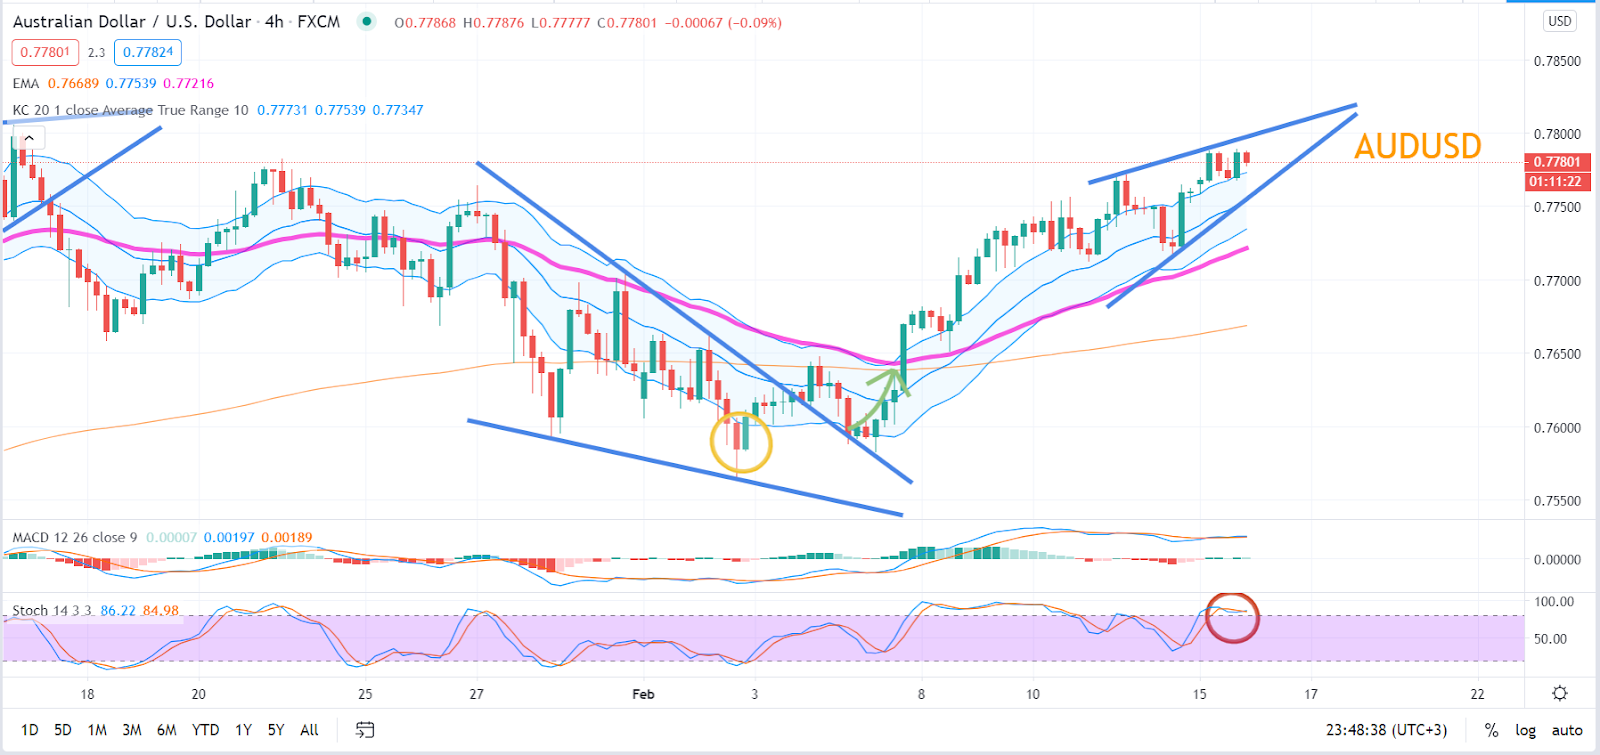 Australian Dollar / U.S. Dollar · 4h · FXCM O0.77868 H0.77876 L0.77777 C0.77801 −0.00067 (−0.09%)
USD
0.77801 2.3 0.77824
EMA 0.76689 0.77539 0.77216
KC 20 1 close Average True Range 10 0.77731 0.77539 0.77347
AUDUSD
0.78500
0.78000
0.77801
01:11:22
0.77500
0.77000
0.76500
0.76000
0.75500
MACD 12 26 close 9 0.00007 0.00197 0.00189
0.00000
Stoch 14 3 3 86.22 84.98
100.00
50.00
18 20 25 27 Feb 3 8 10 15 17 22
1D 5D 1M 3M 6M YTD 1Y 5Y All 23:48:38 (UTC+3) % log auto